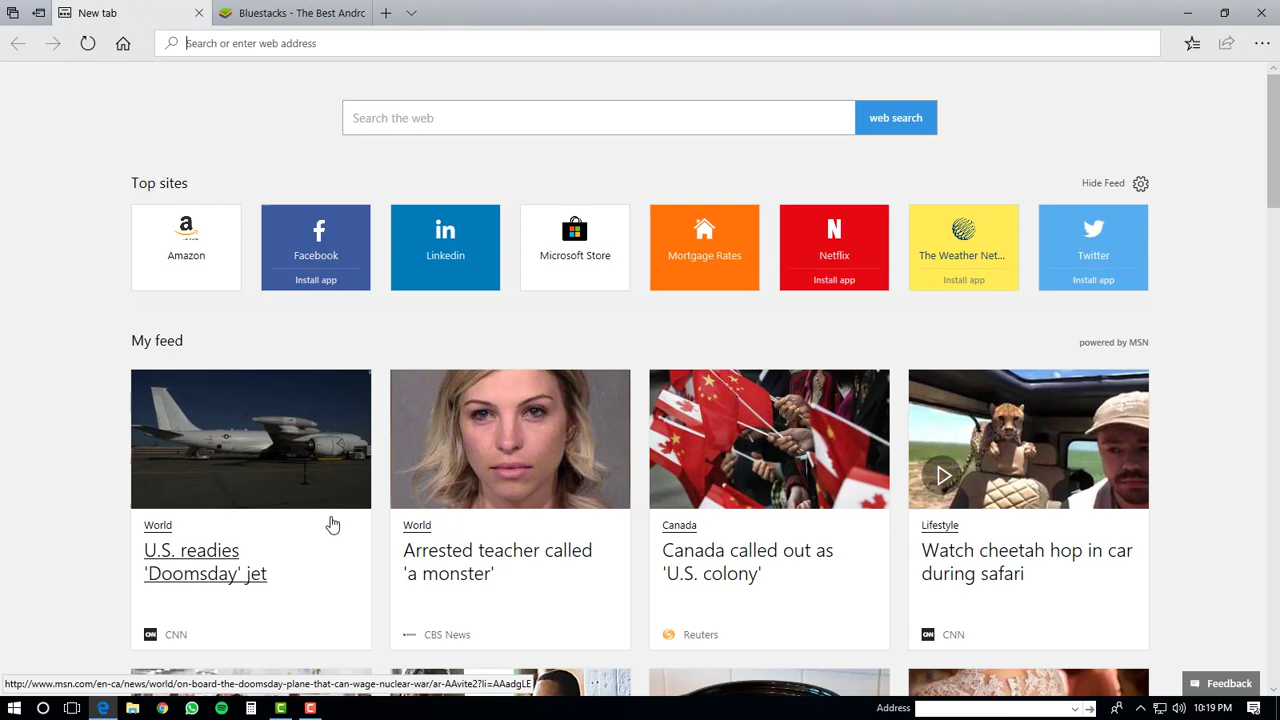 New tab
Bluestacks - The Best Andrc
Search or enter web address
Search the web
web search
Top sites
Hide Feed
Amazon
Facebook
Install app
Linkedin
Microsoft Store
Mortgage Rates
Netflix
Install app
The Weather Net...
Install app
Twitter
Install app
My feed
powered by MSN
World
U.S. readies
'Doomsday' jet
CNN
World
Arrested teacher called
'a monster'
CBS News
Canada
Canada called out as
'U.S. colony'
Reuters
Lifestyle
Watch cheetah hop in car
during safari
CNN
http://www.msn.com/en-ca/news/world/on-board-the-doomsday-plane-that-can-wage-nuclear-war/ar-AAvite2?li=AAadgLE
Feedback
Address
10:19 PM